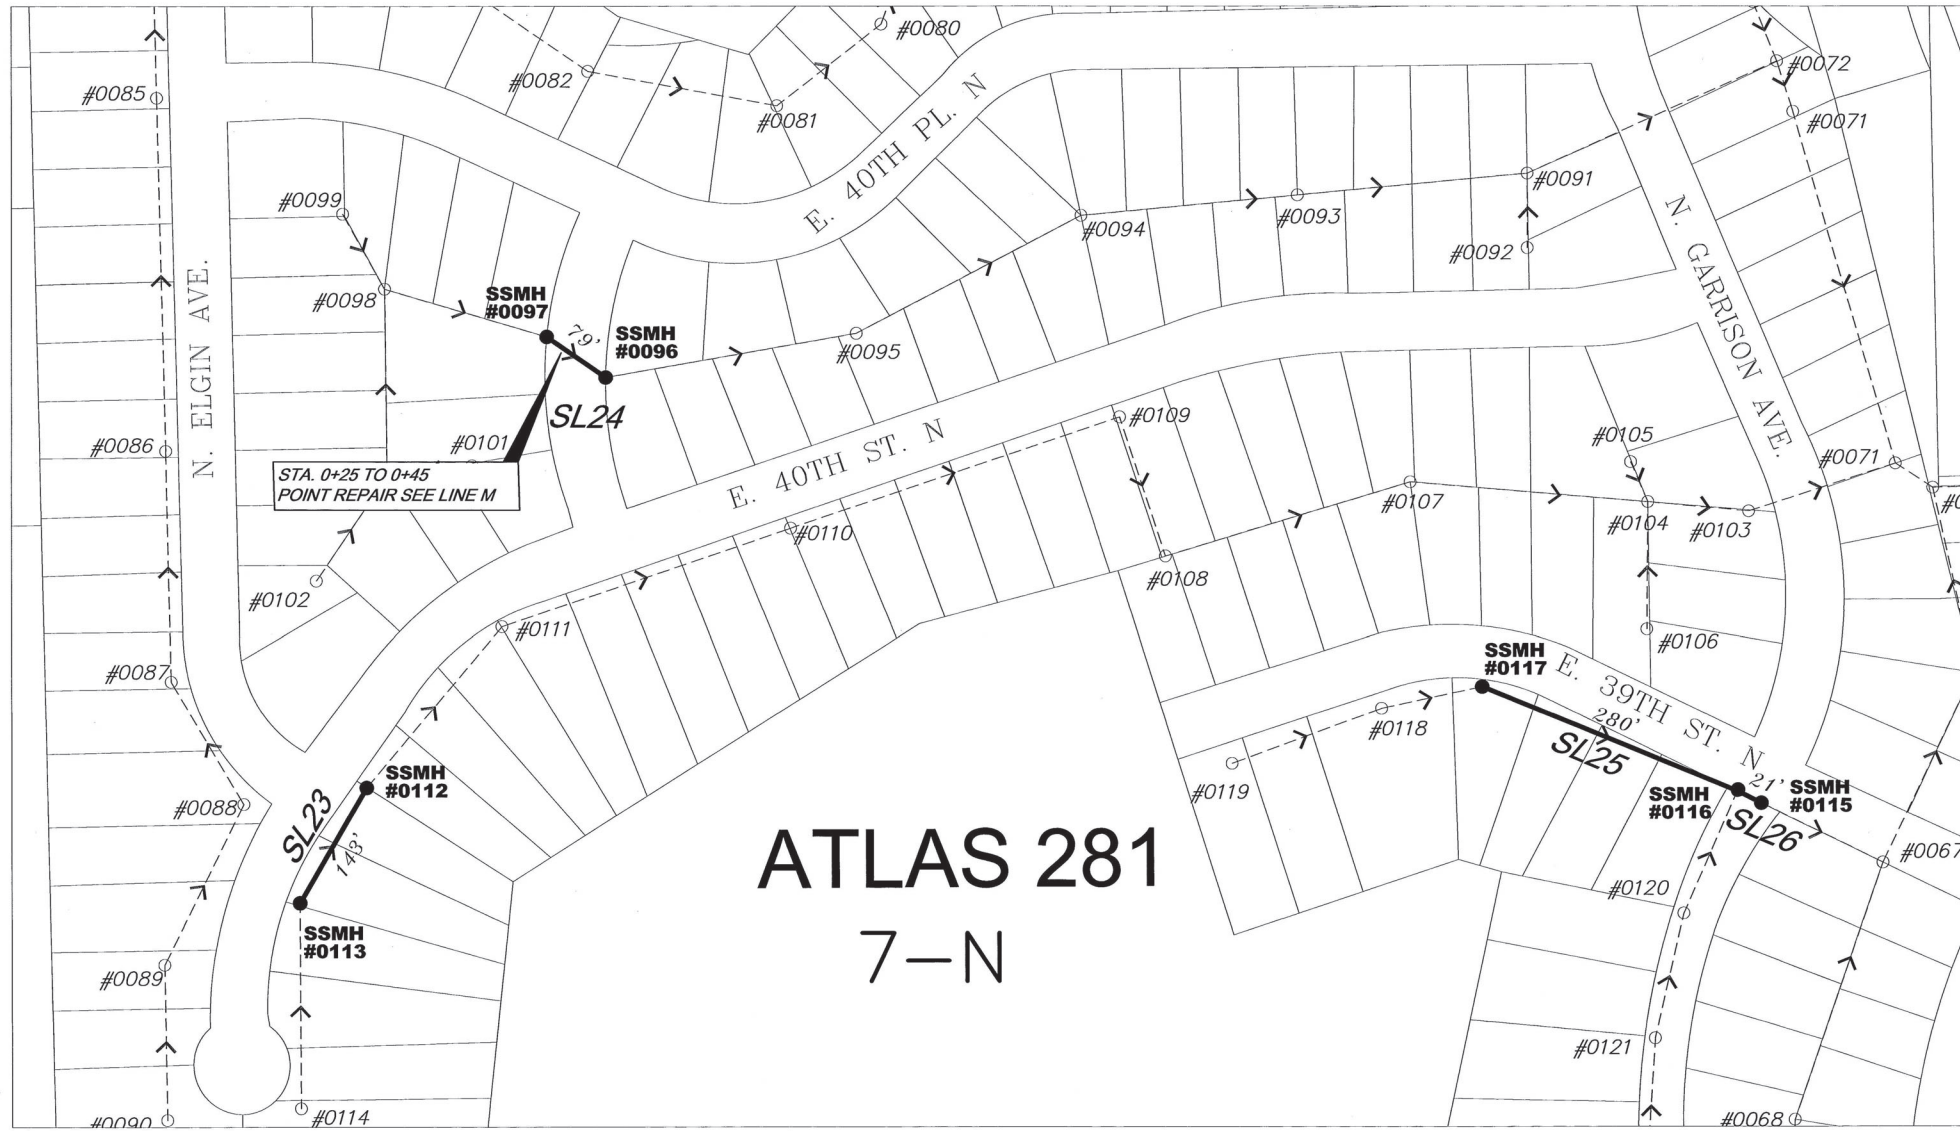 #0080
#0082
#0072
#0085
#0081
#0071
E. 40TH PL. N
#0091
#0099
#0093
N. GARRISON AVE.
#0094
#0092
#0098
SSMH
#0097
N. ELGIN AVE.
79'
SSMH
#0096
#0095
SL24
#0109
#0101
#0105
#0086
E. 40TH ST. N
#0071
STA. 0+25 TO 0+45
POINT REPAIR SEE LINE M
#0107
#0104
#0103
#0110
#0108
#0102
#0111
#0106
SSMH
#0117
E. 39TH ST. N
#0087
280'
#0118
SL25
SSMH
#0112
21'
SSMH
#0116
SSMH
#0115
#0119
#0088
SL23
SL26
143'
#0067
ATLAS 281
#0120
SSMH
#0113
7-N
#0089
#0121
#0114
#0090
#0068